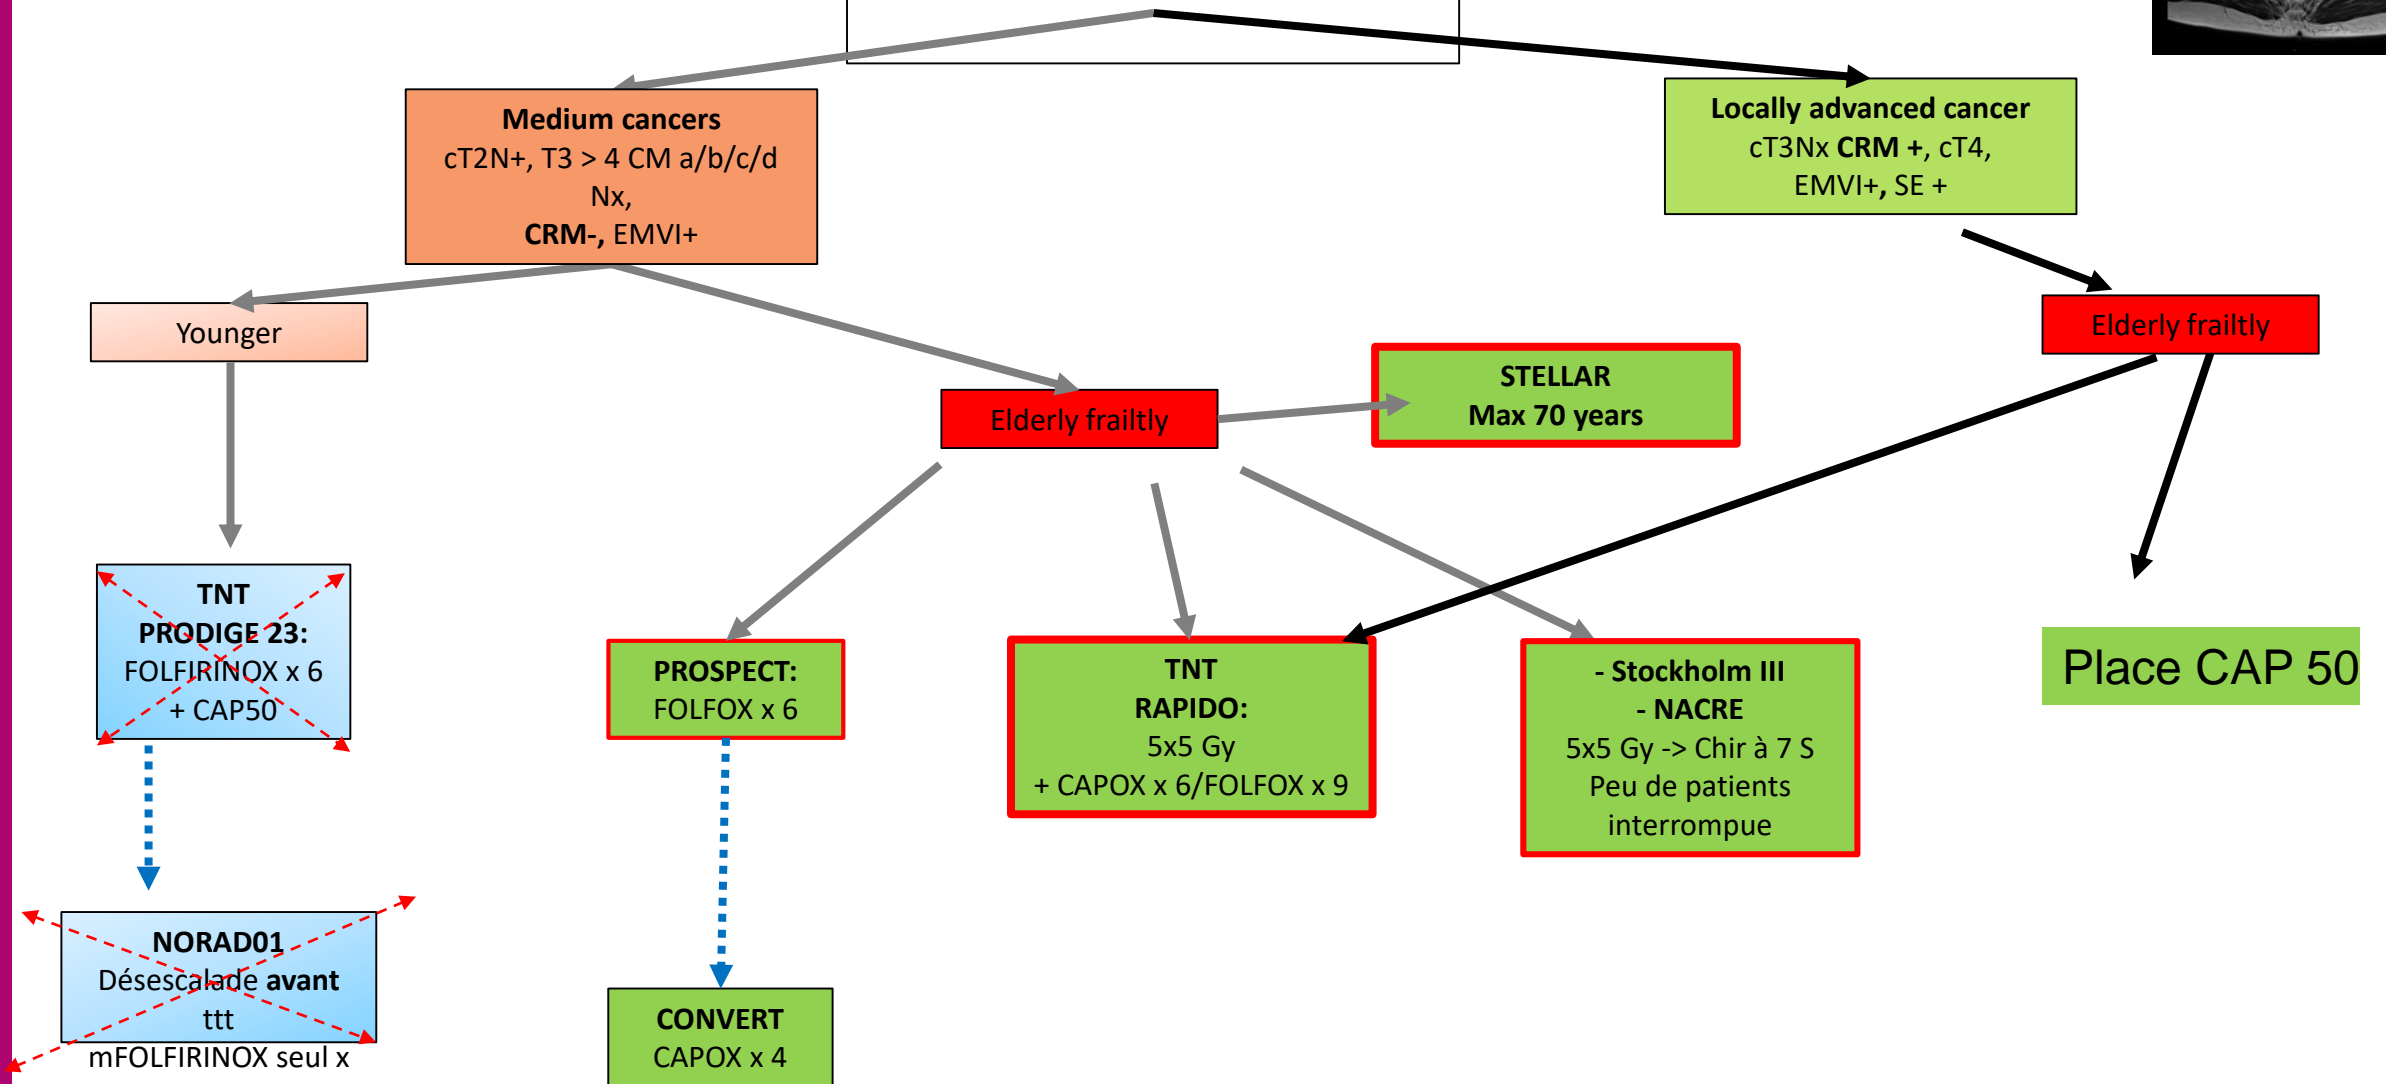 Medium cancers
cT2N+, T3 > 4 CM a/b/c/d
Nx,
CRM-, EMVI+
Locally advanced cancer
cT3Nx CRM +, cT4,
EMVI+, SE +
Younger
Elderly frailtly
STELLAR
Max 70 years
Elderly frailtly
TNT
PRODIGE 23:
FOLFIRINOX x 6
+ CAP50
PROSPECT:
FOLFOX x 6
TNT
RAPIDO:
5x5 Gy
+ CAPOX x 6/FOLFOX x 9
- Stockholm III
- NACRE
5x5 Gy -> Chir à 7 S
Peu de patients
interrompue
Place CAP 50
NORAD01
Désescalade avant
ttt
mFOLFIRINOX seul x
CONVERT
CAPOX x 4